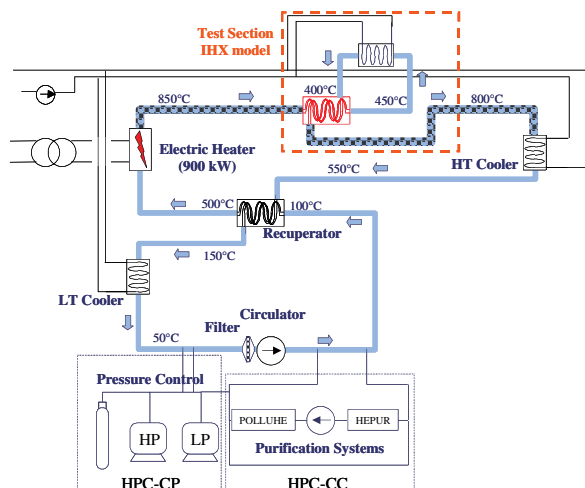 Test Section
IHX model
850°C
400°C
450°C
800°C
Electric Heater
(900 kW)
HT Cooler
550°C
500°C
100°C
Recuperator
150°C
LT Cooler
Circulator
Filter
50°C
Pressure Control
HP
LP
POLLUHE
HEPUR
Purification Systems
HPC-CP
HPC-CC